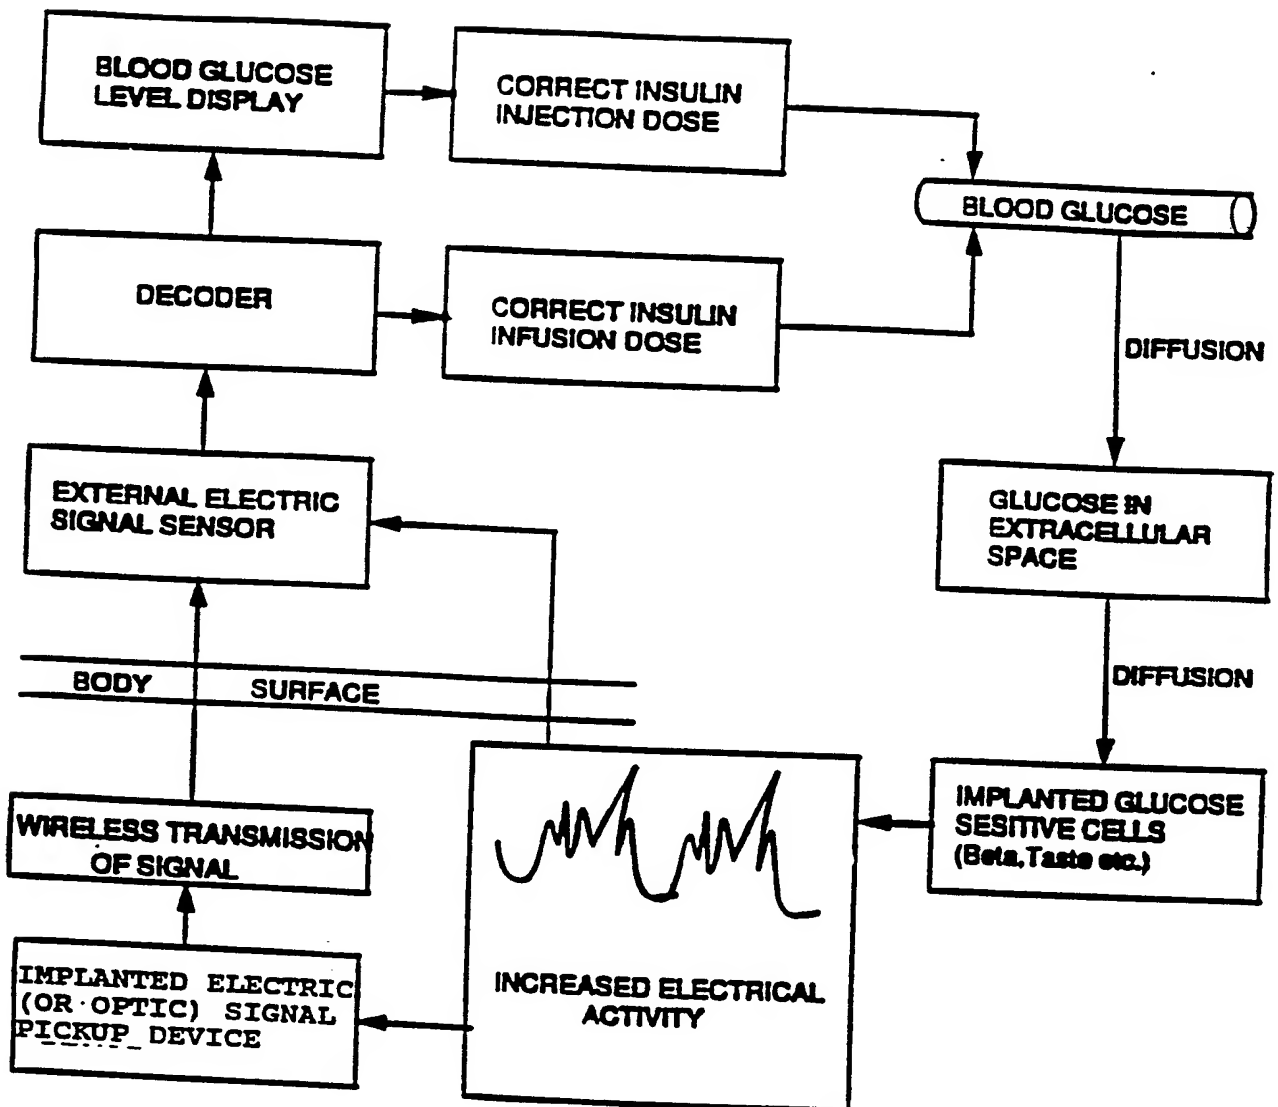 BLOOD GLUCOSE
LEVEL DISPLAY
CORRECT INSULIN
INJECTION DOSE
BLOOD GLUCOSE
DECODER
CORRECT INSULIN
INFUSION DOSE
DIFFUSION
EXTERNAL ELECTRIC
SIGNAL SENSOR
GLUCOSE IN
EXTRACELLULAR
SPACE
BODY SURFACE
DIFFUSION
WIRELESS TRANSMISSION
OF SIGNAL
IMPLANTED GLUCOSE
SESITIVE CELLS
(Beta,Taste etc.)
IMPLANTED ELECTRIC
(OR OPTIC) SIGNAL
PICKUP DEVICE
INCREASED ELECTRICAL
ACTIVITY